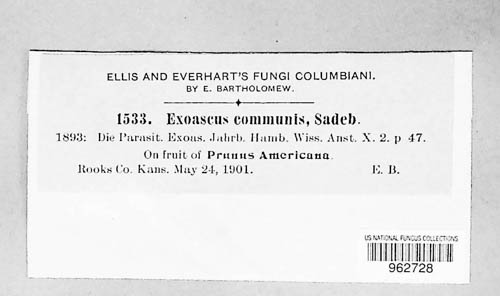 ELLIS AND EVERHART'S FUNGI COLUMBIANI.
BY E. BARTHOLOMEW.
1533. Exoascus communis, Sadeb.
1893: Die Parasit. Exoas. Jahrb. Hamb. Wiss. Anst. X. 2. p 47.
On fruit of Prunus Americana.
Rooks Co. Kans. May 24, 1901. E. B.
US NATIONAL FUNGUS COLLECTIONS
962728